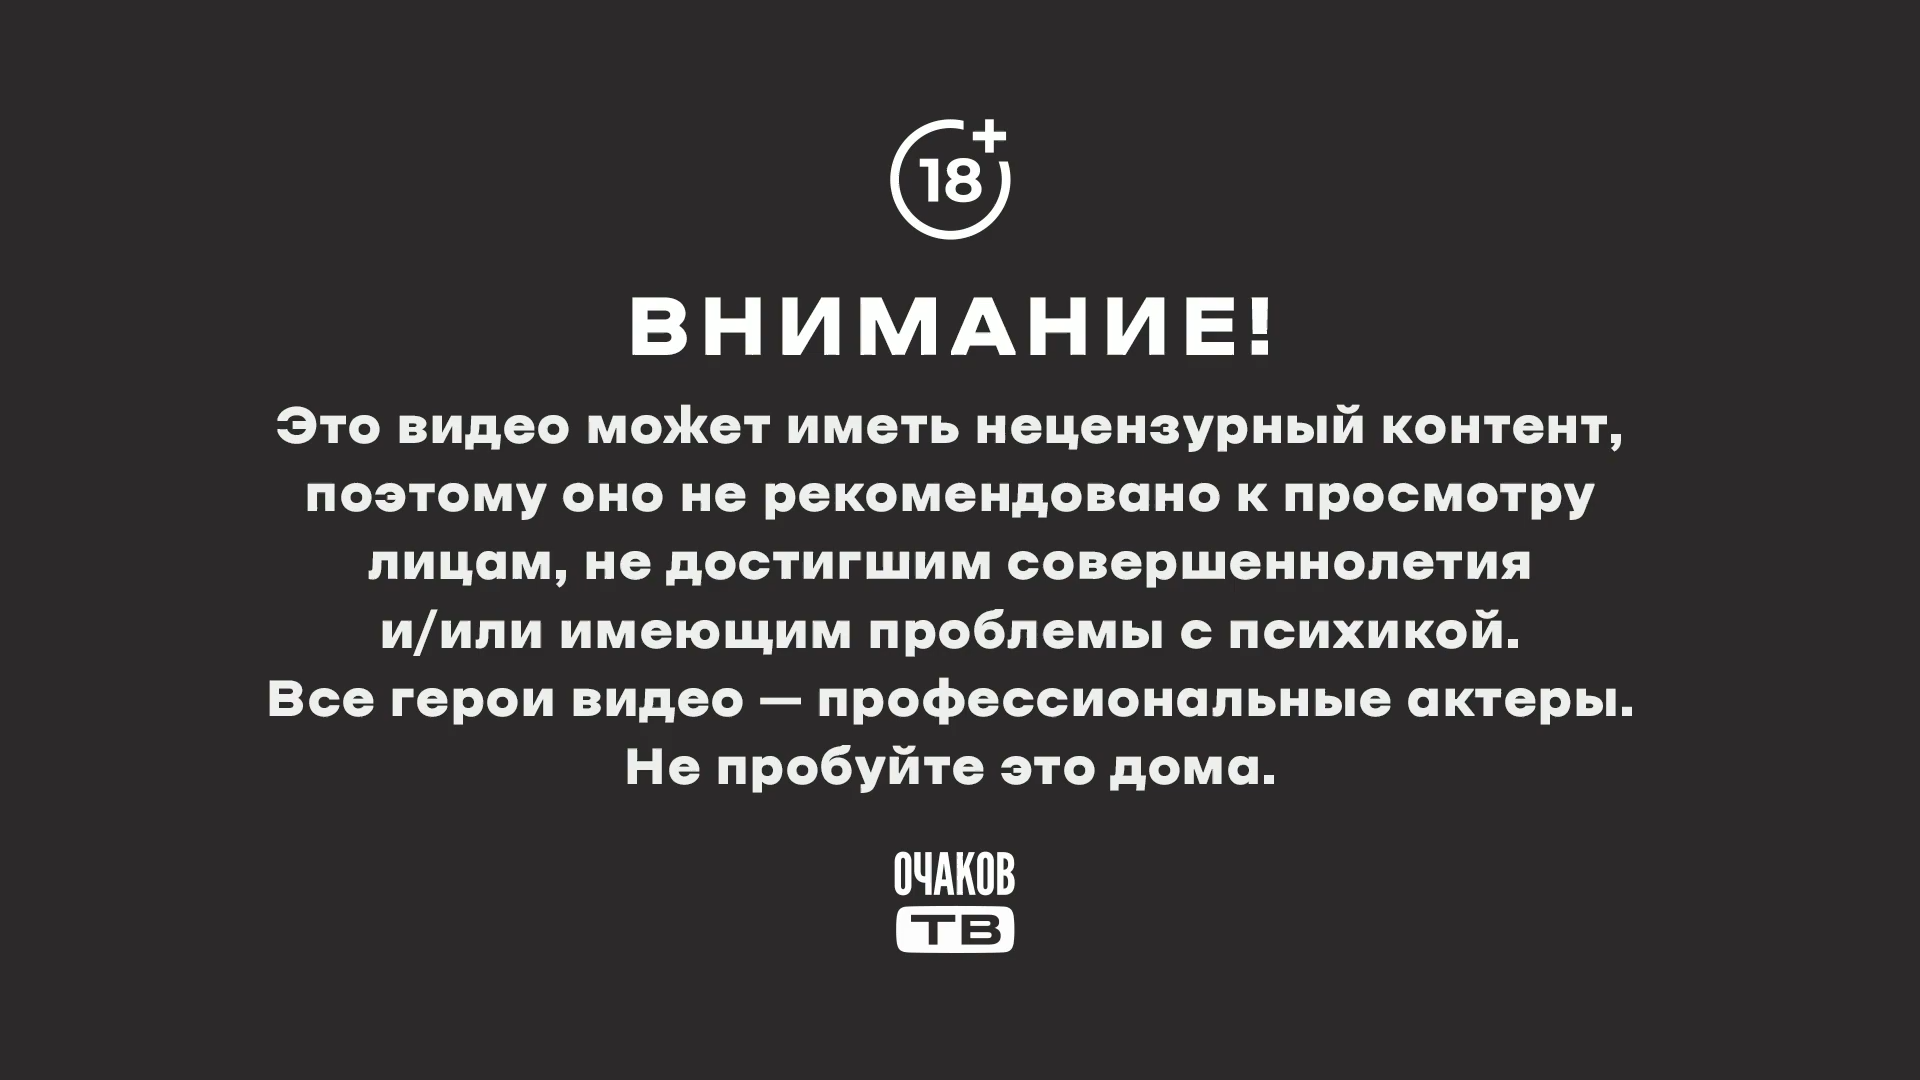 18+
ВНИМАНИЕ!
Это видео может иметь нецензурный контент,
поэтому оно не рекомендовано к просмотру
лицам, не достигшим совершеннолетия
и/или имеющим проблемы с психикой.
Все герои видео — профессиональные актеры.
Не пробуйте это дома.
ОЧАКОВ
ТВ